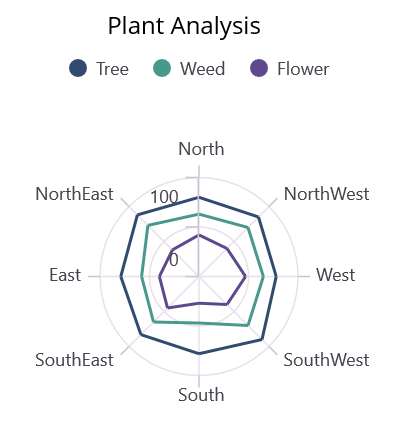 Plant Analysis
Tree Weed Flower
North
NorthEast NorthWest
100
0
East West
SouthEast SouthWest
South